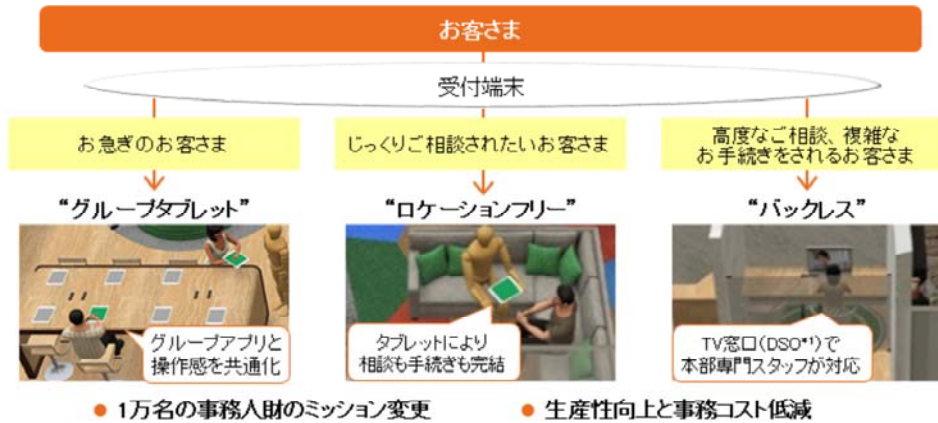 お客さま
受付端末
お急ぎのお客さま
じっくりご相談されたいお客さま
高度なご相談、複雑な
お手続きをされるお客さま
“グループタブレット”
“ロケーションフリー”
“バックレス”
グループアプリと
操作感を共通化
タブレットにより
相談も手続きも完結
TV窓口(DSO*1)で
本部専門スタッフが対応
● 1万名の事務人財のミッション変更
● 生産性向上と事務コスト低減